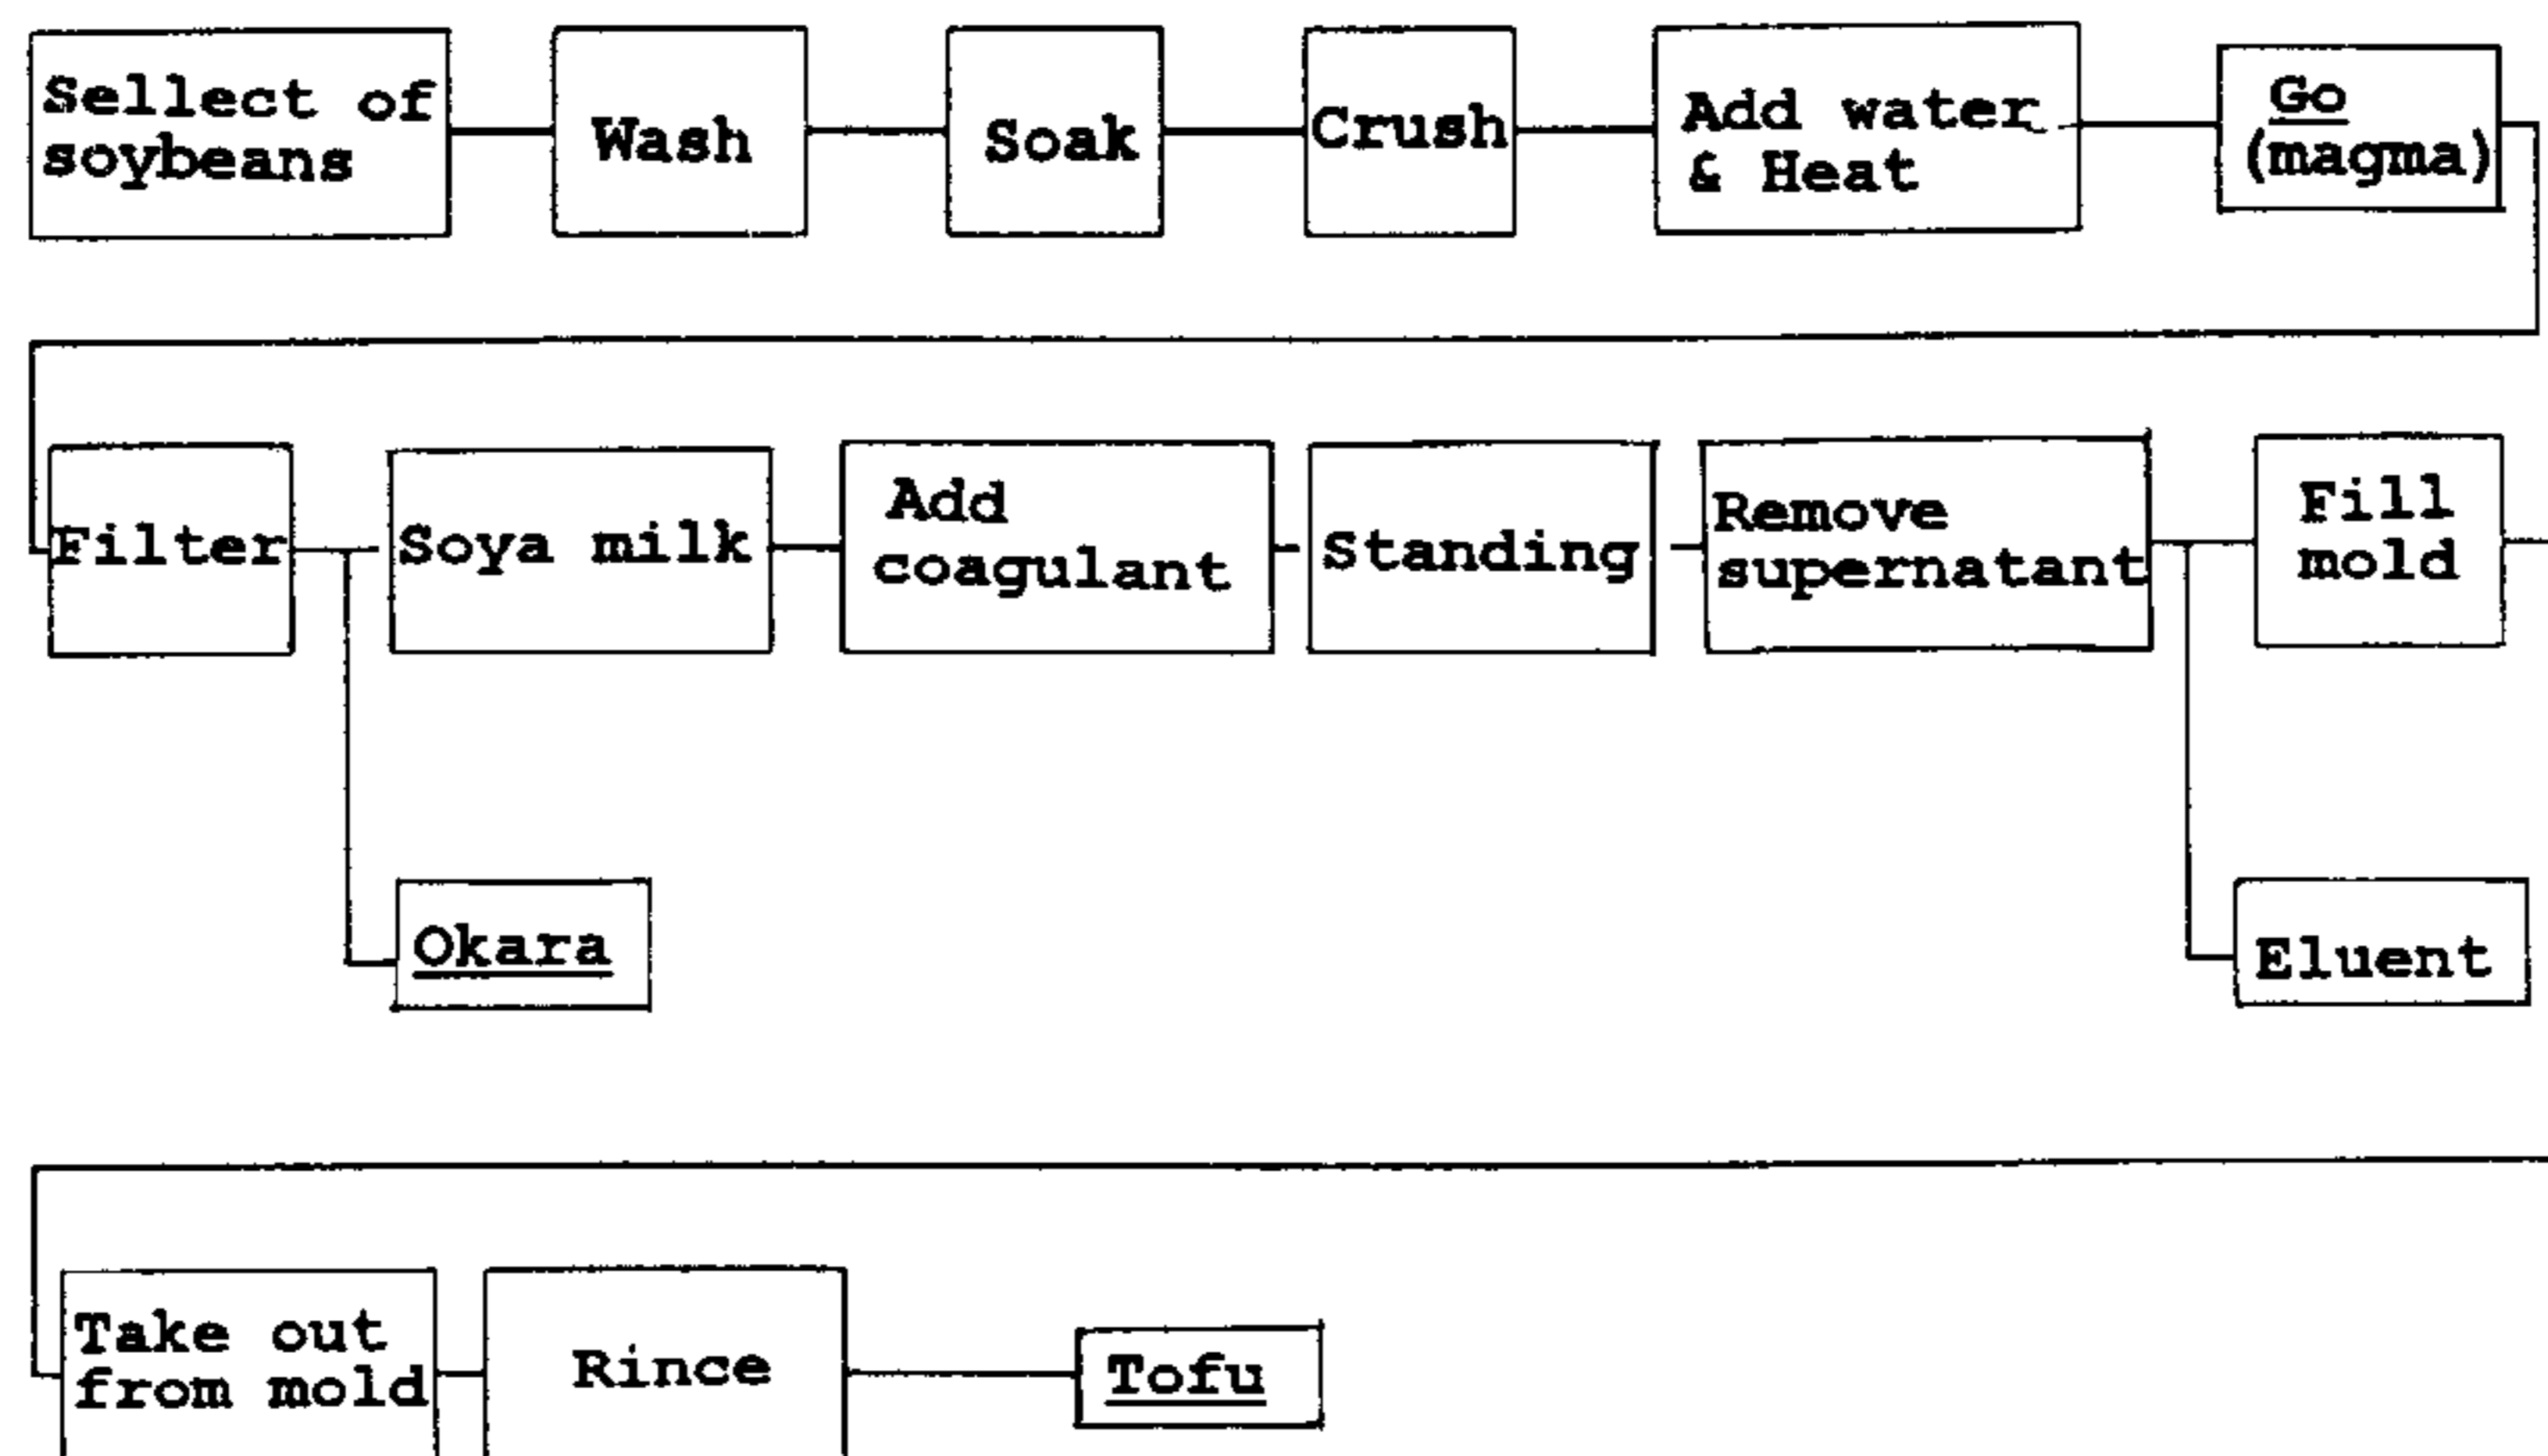 Sellect of
soybeans
Wash
Soak
Crush
Add water
& Heat
Go
(magma)
Filter
Soya milk
Add
coagulant
Standing
Remove
supernatant
Fill
mold
Okara
Eluent
Take out
from mold
Rince
Tofu